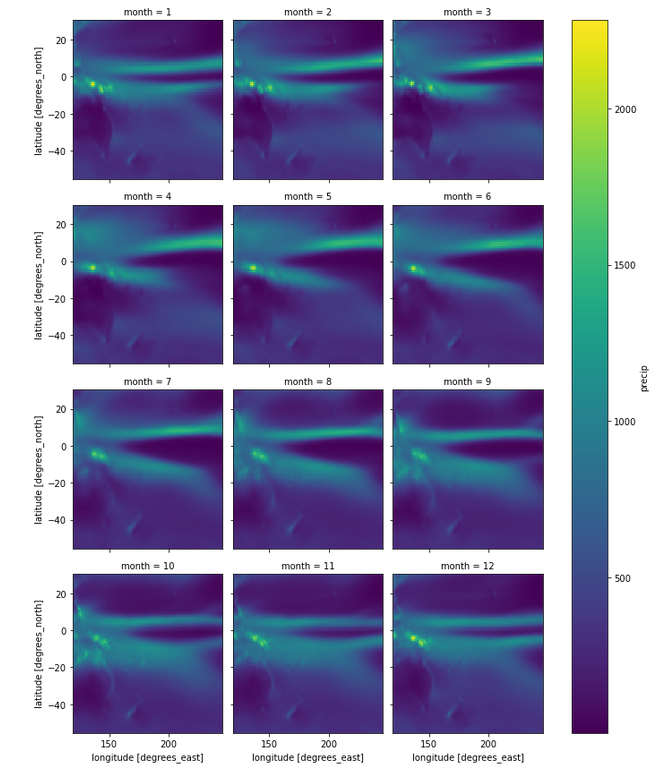 month = 1
month = 2
month = 3
20
0
−20
−40
latitude [degrees_north]
month = 4
month = 5
month = 6
20
0
−20
−40
latitude [degrees_north]
month = 7
month = 8
month = 9
20
0
−20
−40
latitude [degrees_north]
month = 10
month = 11
month = 12
20
0
−20
−40
latitude [degrees_north]
150 200
150 200
150 200
longitude [degrees_east]
longitude [degrees_east]
longitude [degrees_east]
2000
1500
1000
500
precip